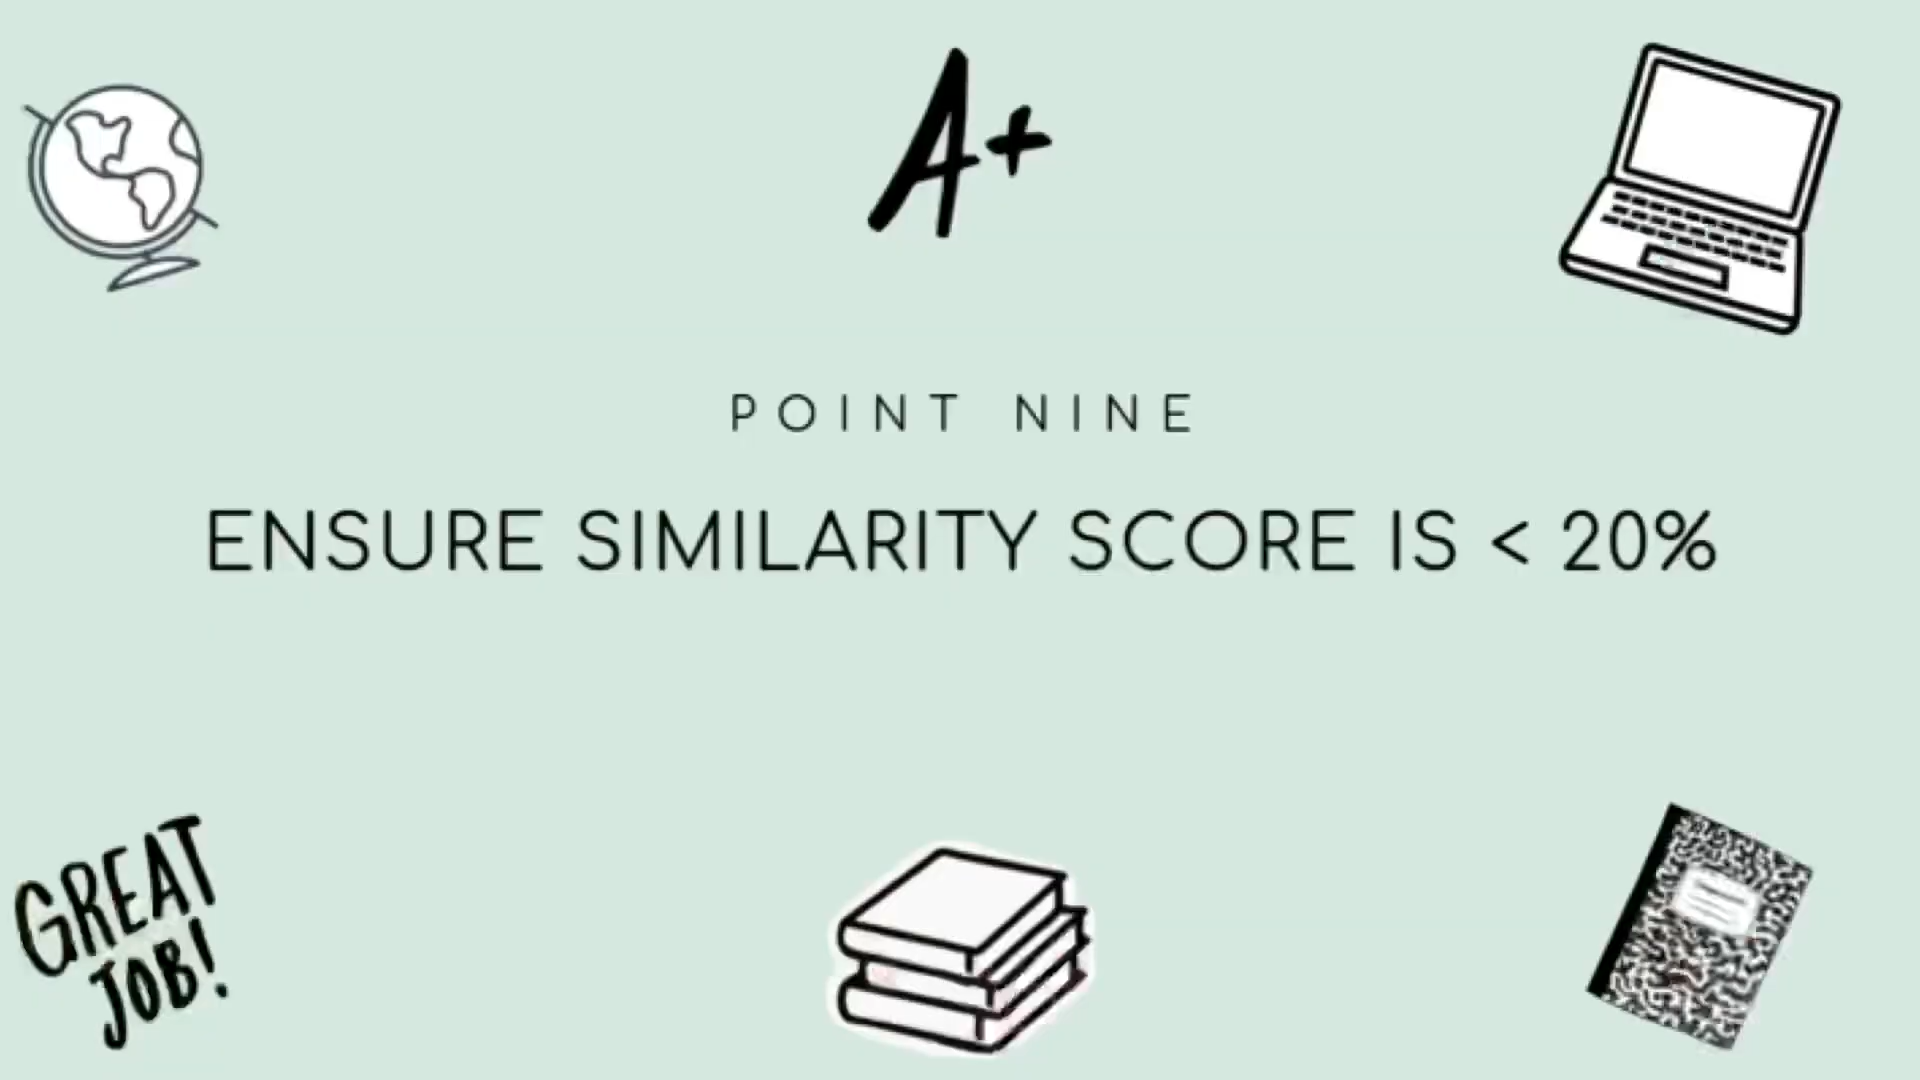 A+
POINT NINE
ENSURE SIMILARITY SCORE IS < 20%
GREAT
JOB!